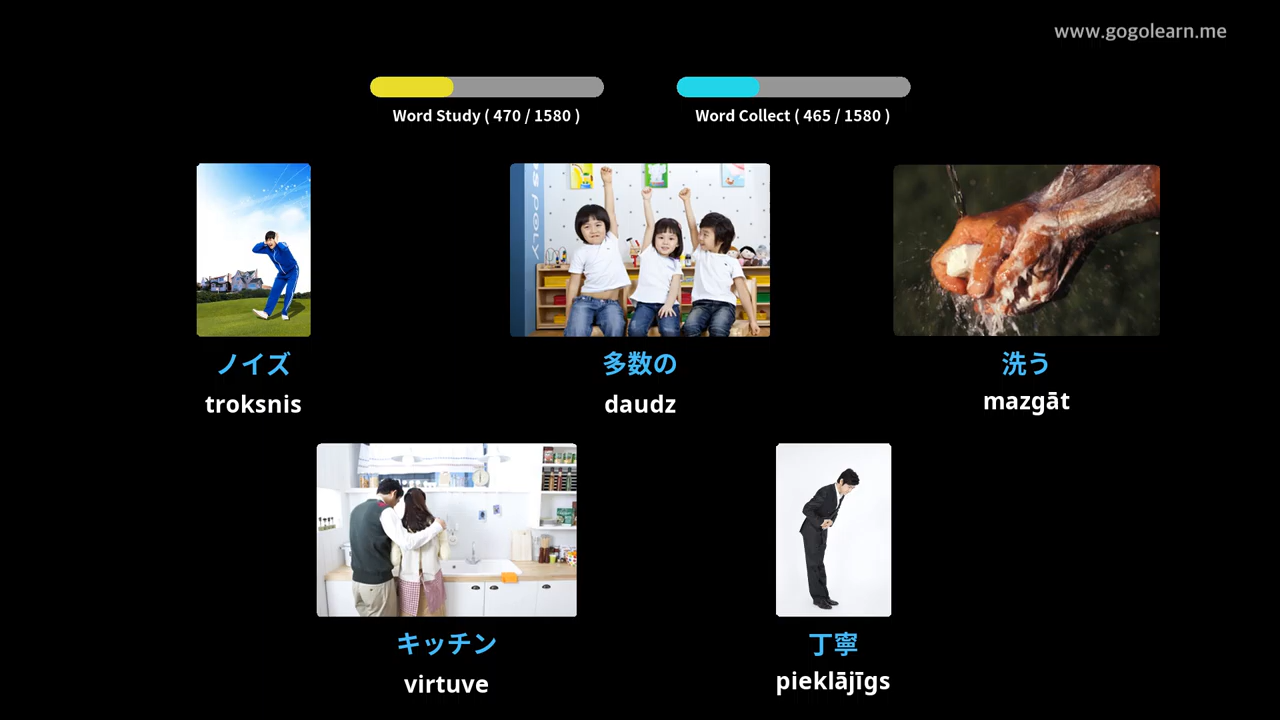 www.gogolearn.me
Word Study ( 470 / 1580 )
Word Collect ( 465 / 1580 )
ノイズ
troksnis
多数の
daudz
洗う
mazgāt
キッチン
virtuve
丁寧
pieklājīgs